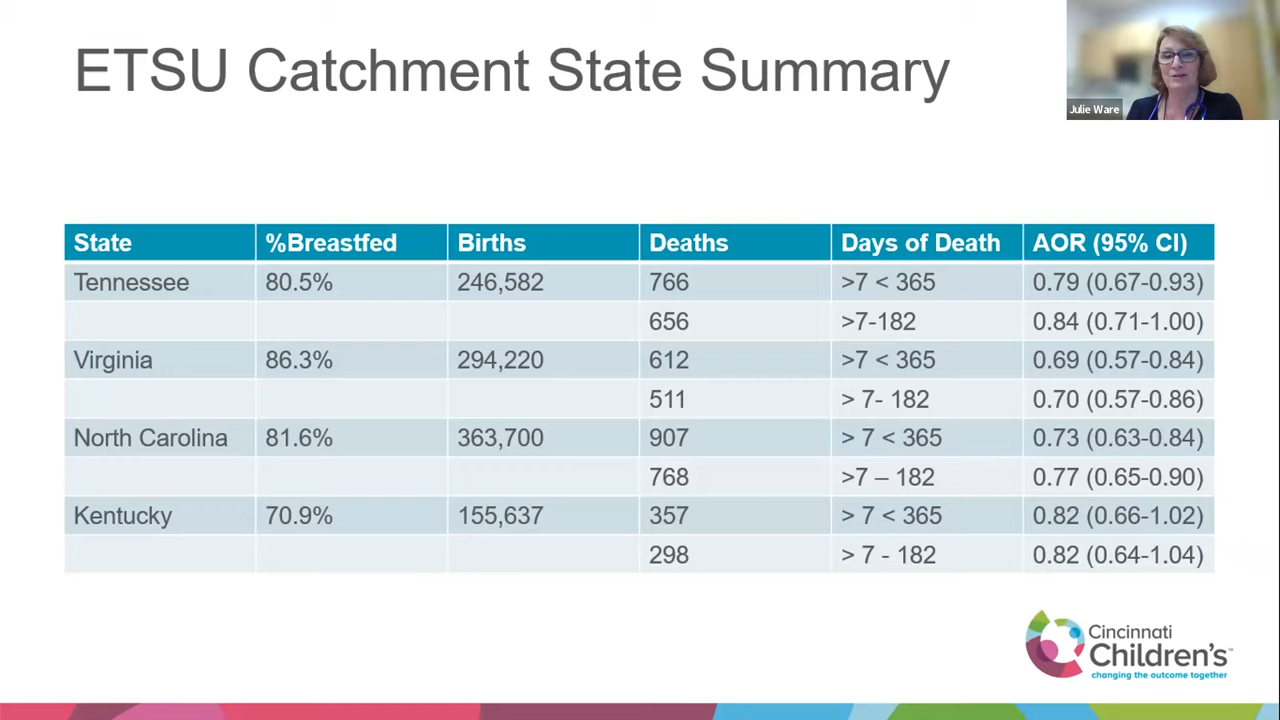 ETSU Catchment State Summary
Julie Ware
State %Breastfed Births Deaths Days of Death AOR (95% CI)
Tennessee 80.5% 246,582 766 >7 < 365 0.79 (0.67-0.93)
656 >7-182 0.84 (0.71-1.00)
Virginia 86.3% 294,220 612 >7 < 365 0.69 (0.57-0.84)
511 > 7- 182 0.70 (0.57-0.86)
North Carolina 81.6% 363,700 907 > 7 < 365 0.73 (0.63-0.84)
768 >7 – 182 0.77 (0.65-0.90)
Kentucky 70.9% 155,637 357 > 7 < 365 0.82 (0.66-1.02)
298 > 7 - 182 0.82 (0.64-1.04)
Cincinnati
Children's™
changing the outcome together